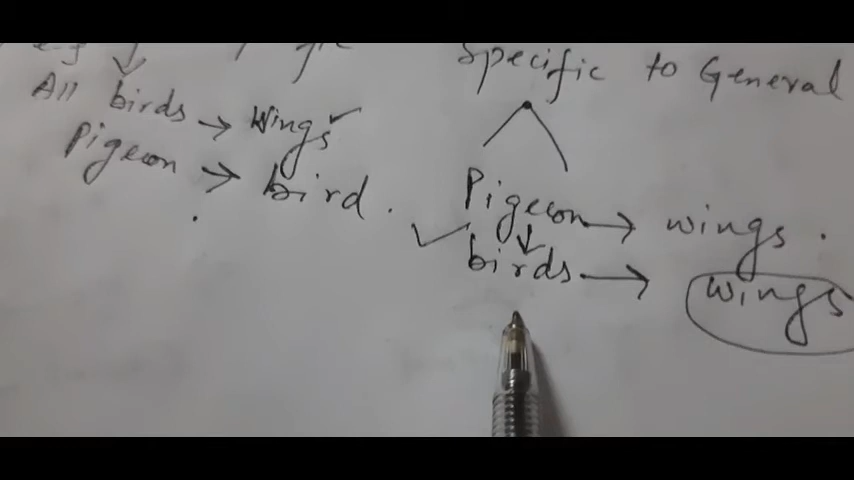 e.g
Specific to General
All birds → Wings ✓
Pigeon → bird.
Pigeon → wings.
birds → wings